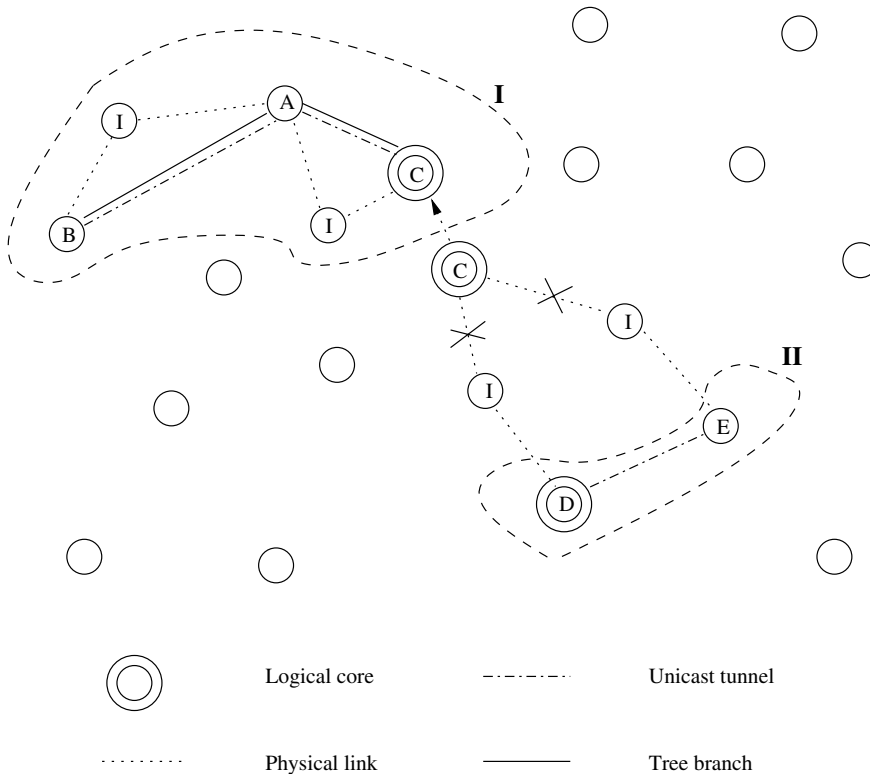 I
A
I
C
B
I
C
I
II
I
E
D
Logical core
Unicast tunnel
Physical link
Tree branch